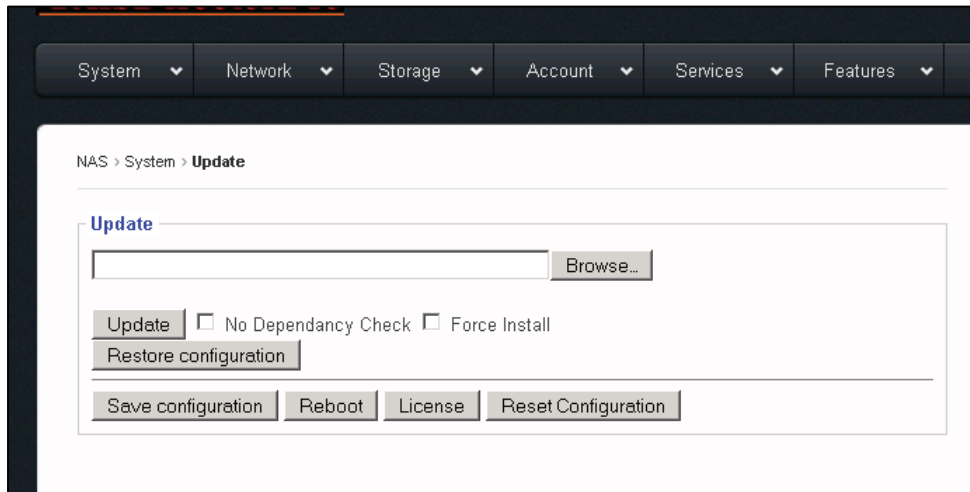 System Network Storage Account Services Features
NAS > System > Update
Update
Browse...
Update No Dependancy Check Force Install
Restore configuration
Save configuration Reboot License Reset Configuration